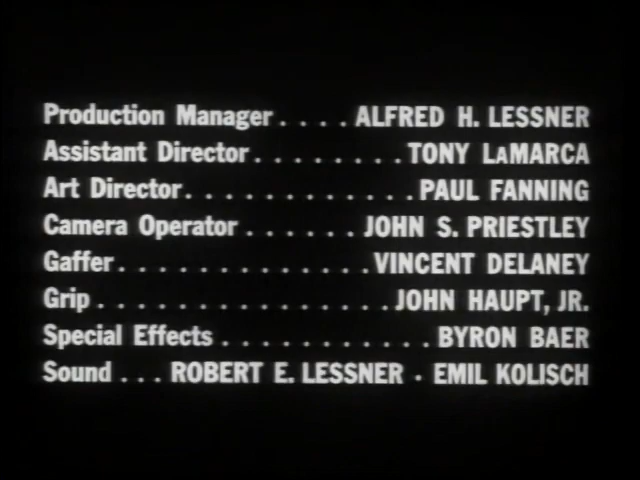 Production Manager . . . . ALFRED H. LESSNER
Assistant Director . . . . . . . . TONY LAMARCA
Art Director . . . . . . . . . . . . . PAUL FANNING
Camera Operator . . . . . . JOHN S. PRIESTLEY
Gaffer . . . . . . . . . . . . . . VINCENT DELANEY
Grip . . . . . . . . . . . . . . . . JOHN HAUPT, JR.
Special Effects . . . . . . . . . . . BYRON BAER
Sound . . . ROBERT E. LESSNER · EMIL KOLISCH